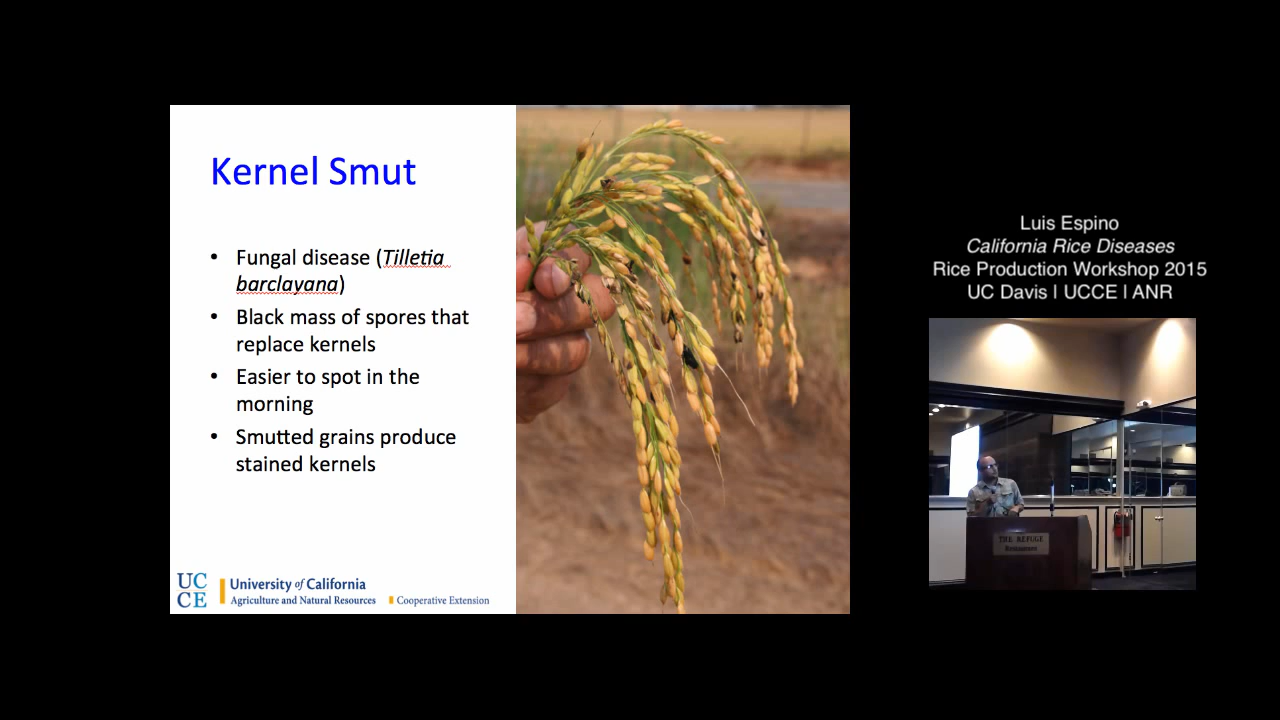 Kernel Smut
• Fungal disease (Tilletia
barclayana)
• Black mass of spores that
replace kernels
• Easier to spot in the
morning
• Smutted grains produce
stained kernels
UC
CE
University of California
Agriculture and Natural Resources
Cooperative Extension
Luis Espino
California Rice Diseases
Rice Production Workshop 2015
UC Davis | UCCE | ANR
THE REFUGE